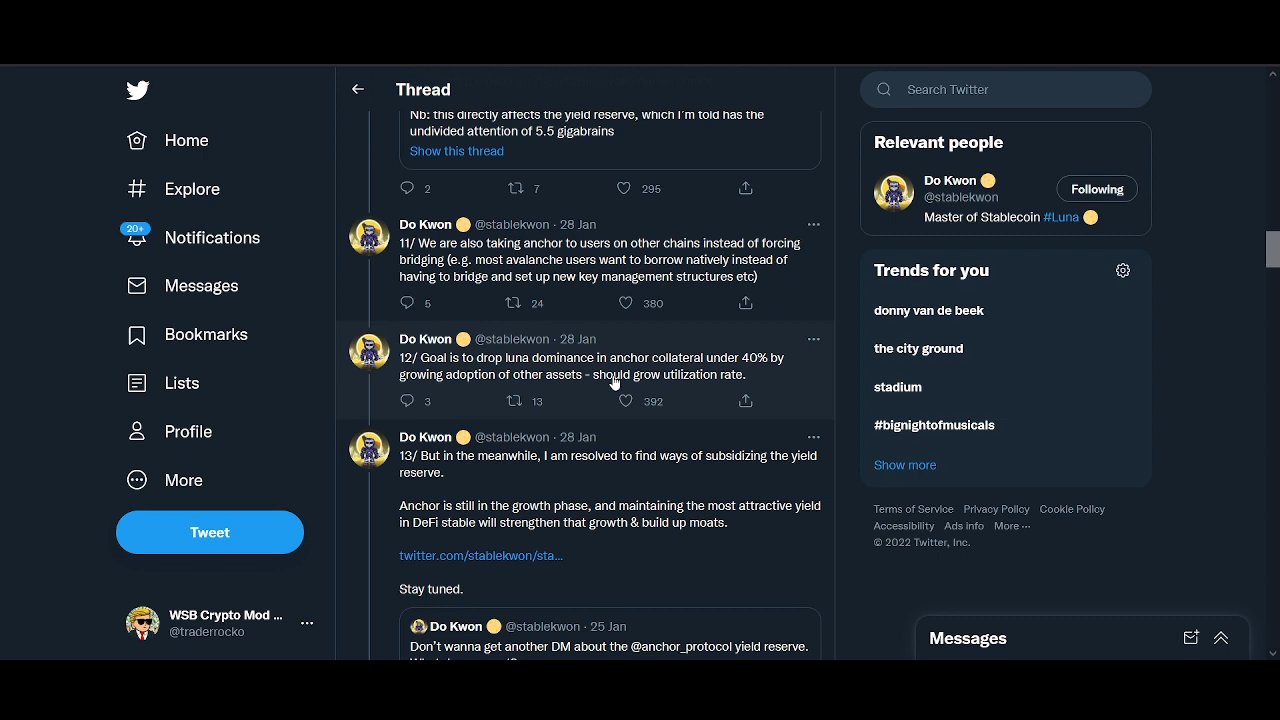 Home
Explore
20+
Notifications
Messages
Bookmarks
Lists
Profile
More
Tweet
WSB Crypto Mod ...
@traderrocko
Thread
Nb: this directly affects the yield reserve, which I'm told has the
undivided attention of 5.5 gigabrains
Show this thread
2 7 295
Do Kwon @stablekwon · 28 Jan
11/ We are also taking anchor to users on other chains instead of forcing
bridging (e.g. most avalanche users want to borrow natively instead of
having to bridge and set up new key management structures etc)
5 24 380
Do Kwon @stablekwon · 28 Jan
12/ Goal is to drop luna dominance in anchor collateral under 40% by
growing adoption of other assets - should grow utilization rate.
3 13 392
Do Kwon @stablekwon · 28 Jan
13/ But in the meanwhile, I am resolved to find ways of subsidizing the yield
reserve.
Anchor is still in the growth phase, and maintaining the most attractive yield
in DeFi stable will strengthen that growth & build up moats.
twitter.com/stablekwon/sta...
Stay tuned.
Do Kwon @stablekwon · 25 Jan
Don't wanna get another DM about the @anchor_protocol yield reserve.
Search Twitter
Relevant people
Do Kwon
@stablekwon
Following
Master of Stablecoin #Luna
Trends for you
donny van de beek
the city ground
stadium
#bignightofmusicals
Show more
Terms of Service Privacy Policy Cookie Policy
Accessibility Ads info More ···
© 2022 Twitter, Inc.
Messages